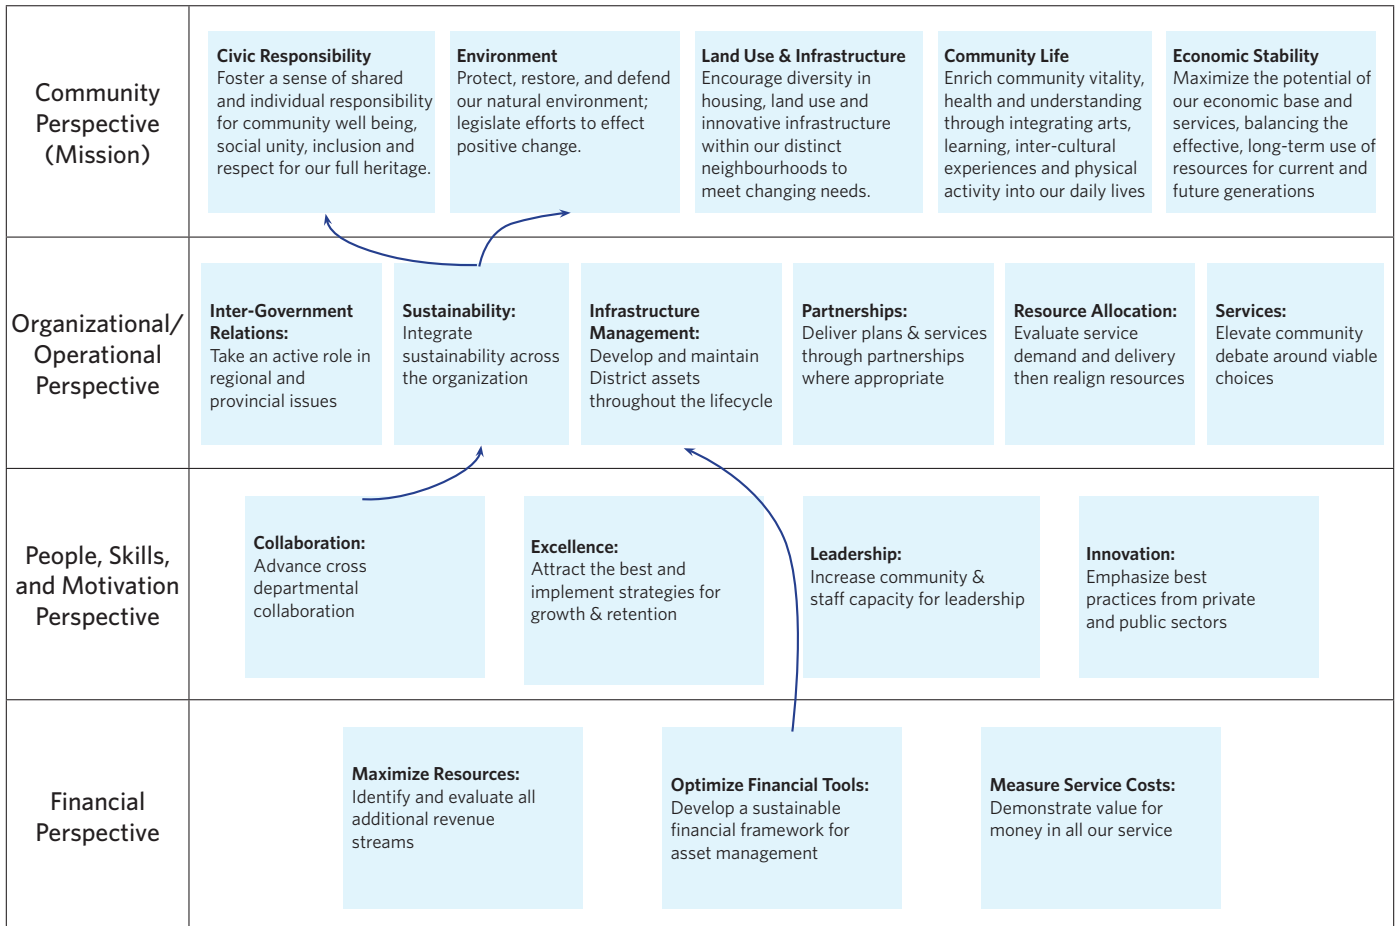 Community
Perspective
(Mission)
Civic Responsibility
Foster a sense of shared
and individual responsibility
for community well being,
social unity, inclusion and
respect for our full heritage.
Environment
Protect, restore, and defend
our natural environment;
legislate efforts to effect
positive change.
Land Use & Infrastructure
Encourage diversity in
housing, land use and
innovative infrastructure
within our distinct
neighbourhoods to
meet changing needs.
Community Life
Enrich community vitality,
health and understanding
through integrating arts,
learning, inter-cultural
experiences and physical
activity into our daily lives
Economic Stability
Maximize the potential of
our economic base and
services, balancing the
effective, long-term use of
resources for current and
future generations
Organizational/
Operational
Perspective
Inter-Government
Relations:
Take an active role in
regional and
provincial issues
Sustainability:
Integrate
sustainability across
the organization
Infrastructure
Management:
Develop and maintain
District assets
throughout the lifecycle
Partnerships:
Deliver plans & services
through partnerships
where appropriate
Resource Allocation:
Evaluate service
demand and delivery
then realign resources
Services:
Elevate community
debate around viable
choices
People, Skills,
and Motivation
Perspective
Collaboration:
Advance cross
departmental
collaboration
Excellence:
Attract the best and
implement strategies for
growth & retention
Leadership:
Increase community &
staff capacity for leadership
Innovation:
Emphasize best
practices from private
and public sectors
Financial
Perspective
Maximize Resources:
Identify and evaluate all
additional revenue
streams
Optimize Financial Tools:
Develop a sustainable
financial framework for
asset management
Measure Service Costs:
Demonstrate value for
money in all our service